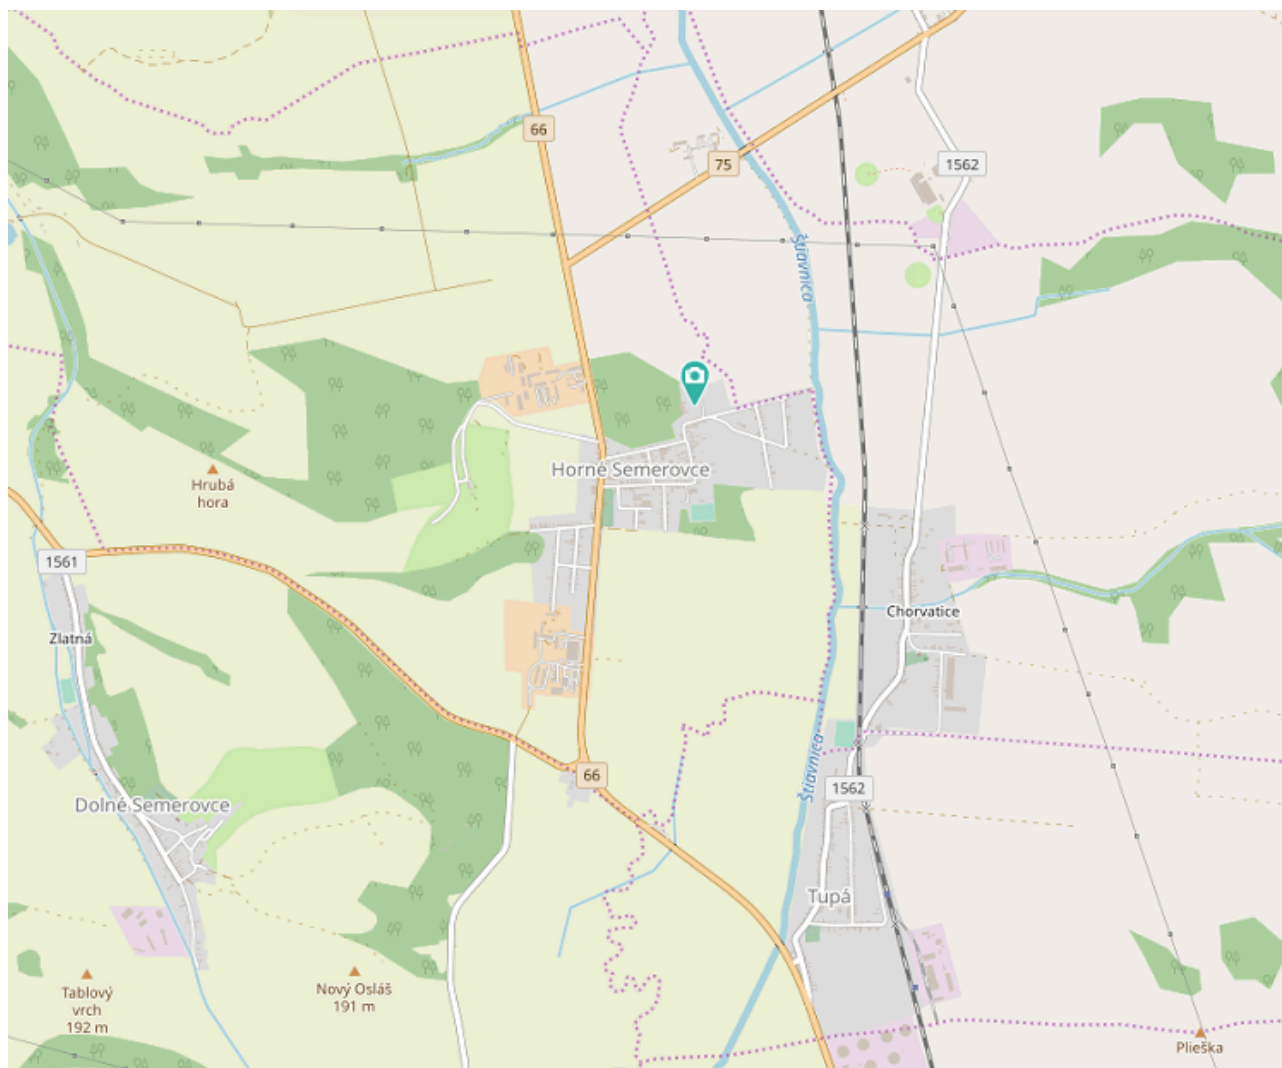 66
75
1562
Štiavnica
Horné Semerovce
Hrubá
hora
1561
Chorvatice
Zlatná
Štiavnica
66
1562
Dolné Semerovce
Tupá
Tablový
vrch
192 m
Nový Osláš
191 m
Plieška